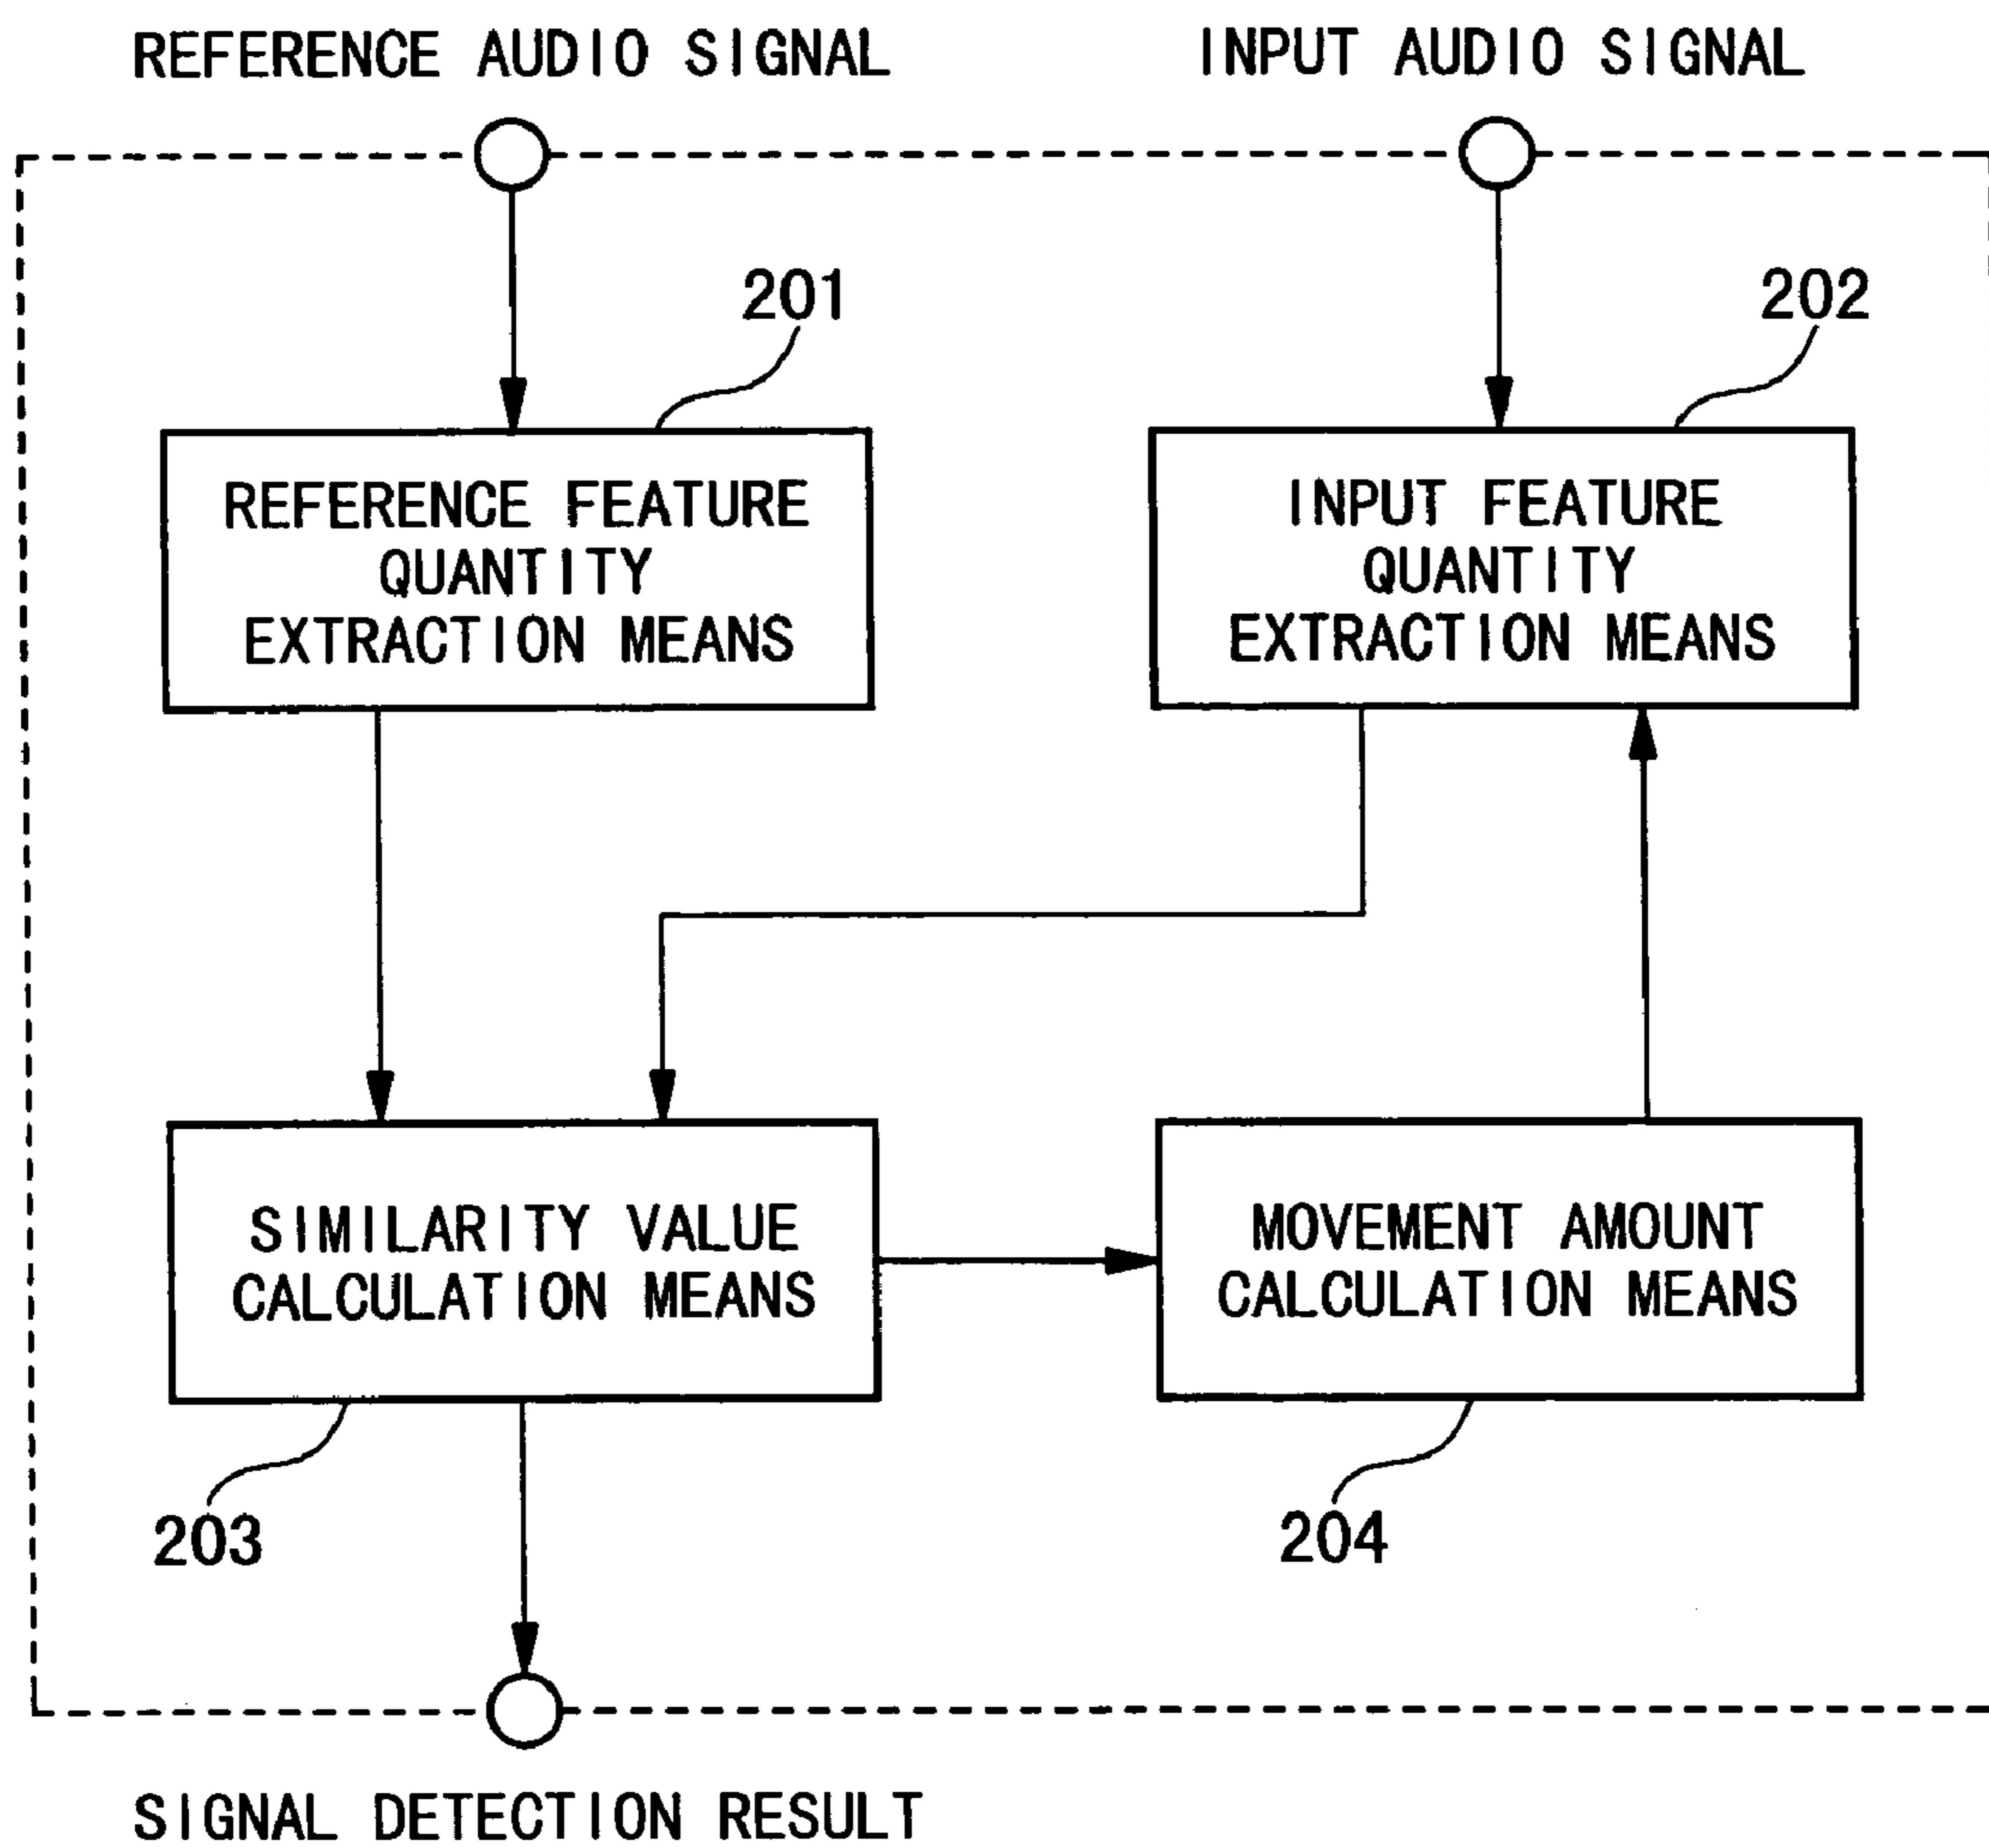 REFERENCE AUDIO SIGNAL
INPUT AUDIO SIGNAL
201
202
REFERENCE FEATURE
QUANTITY
EXTRACTION MEANS
INPUT FEATURE
QUANTITY
EXTRACTION MEANS
SIMILARITY VALUE
CALCULATION MEANS
MOVEMENT AMOUNT
CALCULATION MEANS
203
204
SIGNAL DETECTION RESULT